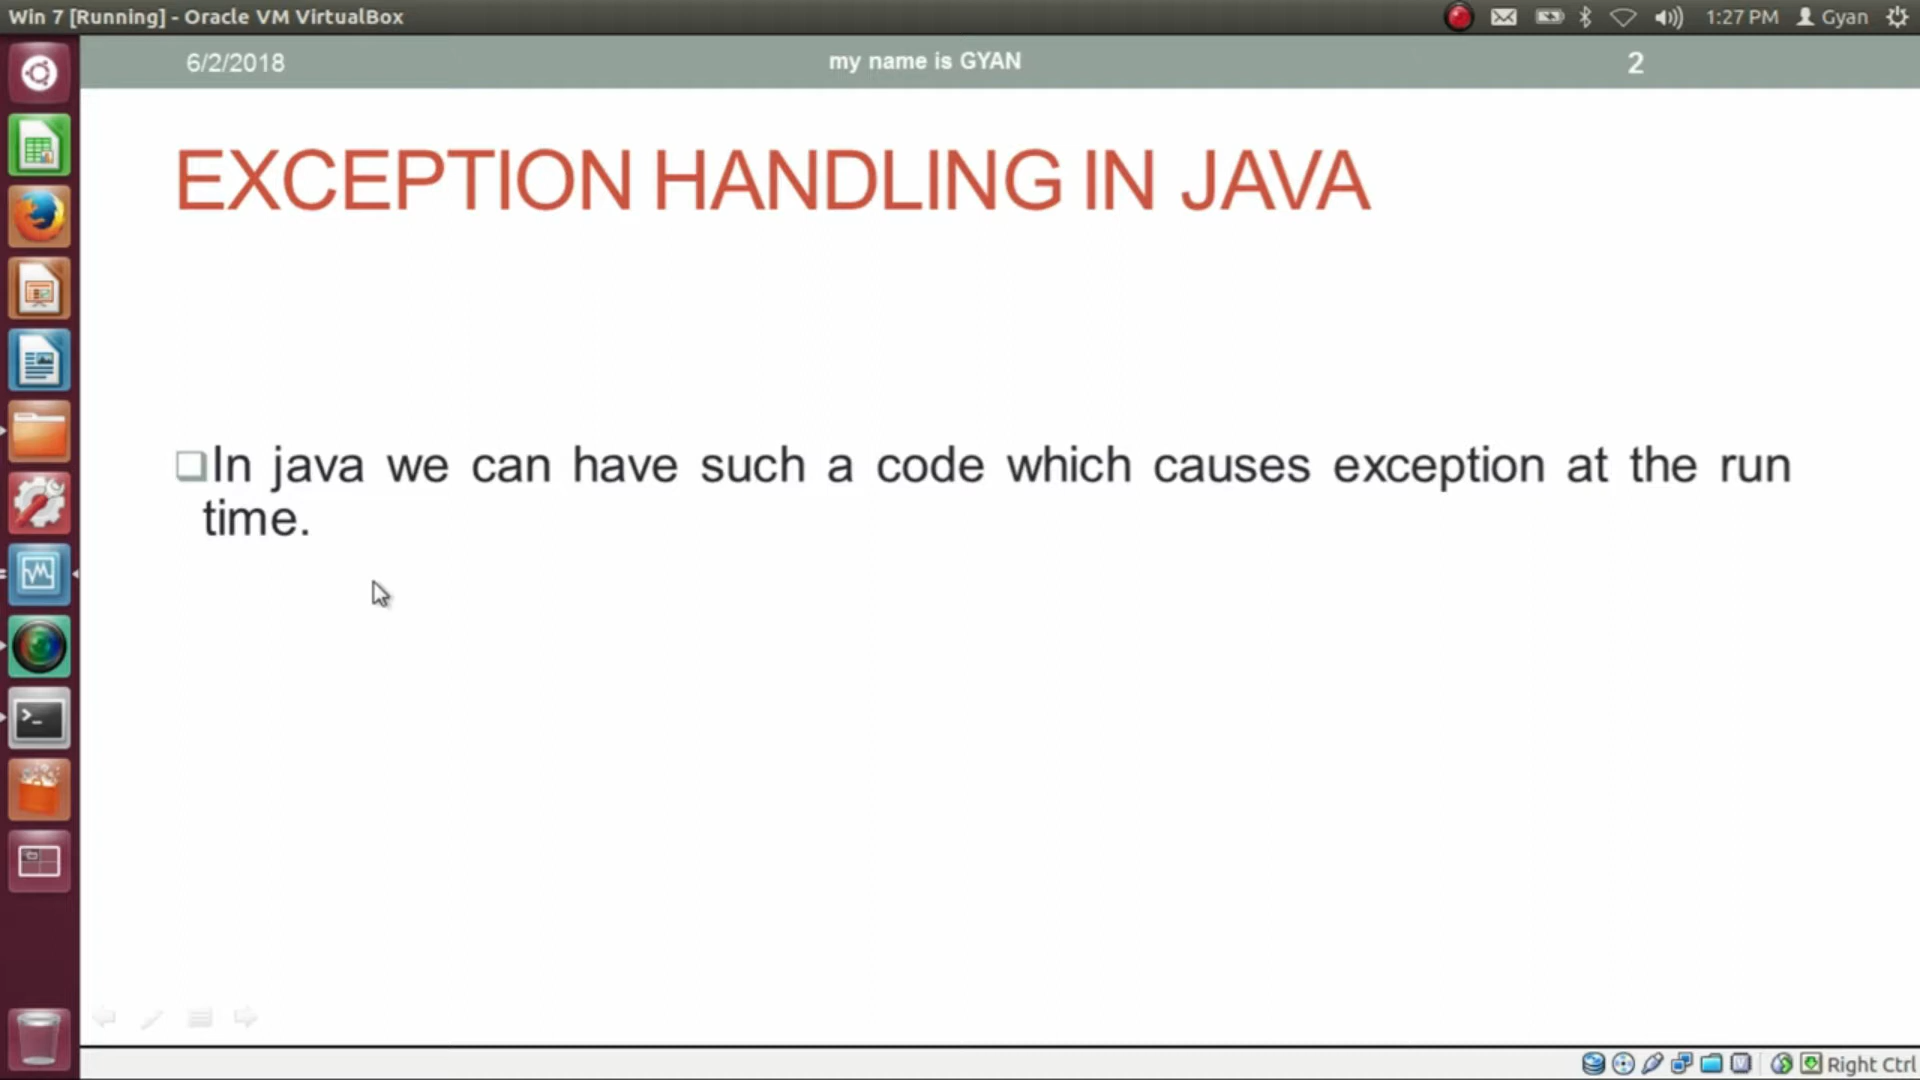 Win 7 [Running] - Oracle VM VirtualBox
1:27 PM
Gyan
6/2/2018
my name is GYAN
2
EXCEPTION HANDLING IN JAVA
In java we can have such a code which causes exception at the run
time.
Right Ctrl